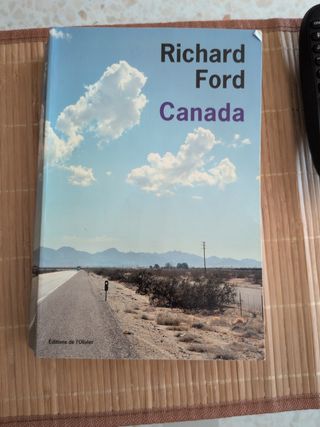 Richard
Ford
Canada
Éditions de l'Olivier